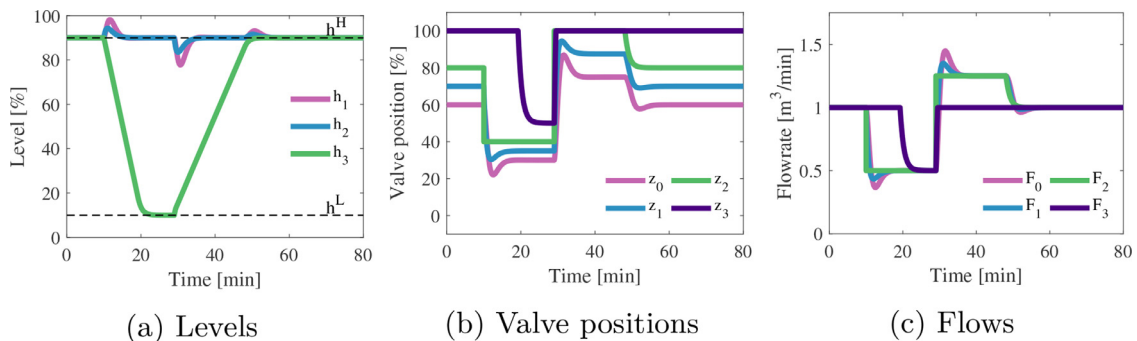 100
80
60
40
20
0
Level [%]
h^H
h_1
h_2
h_3
h^L
0 20 40 60 80
Time [min]
(a) Levels
100
80
60
40
20
0
Valve position [%]
z_0 z_2
z_1 z_3
0 20 40 60 80
Time [min]
(b) Valve positions
1.5
1
0.5
0
Flowrate [m^3/min]
F_0 F_2
F_1 F_3
0 20 40 60 80
Time [min]
(c) Flows